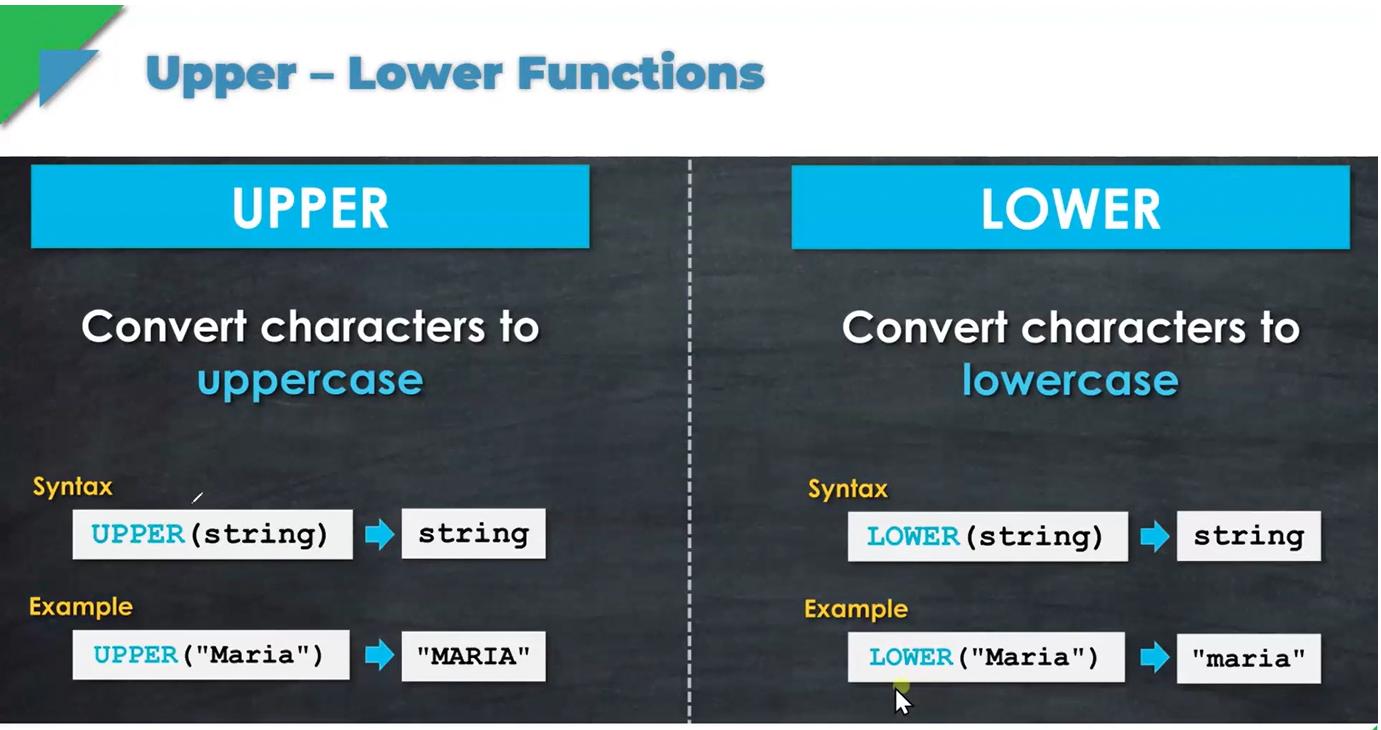 Upper – Lower Functions
UPPER
Convert characters to
uppercase
Syntax
UPPER(string)
string
Example
UPPER("Maria")
"MARIA"
LOWER
Convert characters to
lowercase
Syntax
LOWER(string)
string
Example
LOWER("Maria")
"maria"